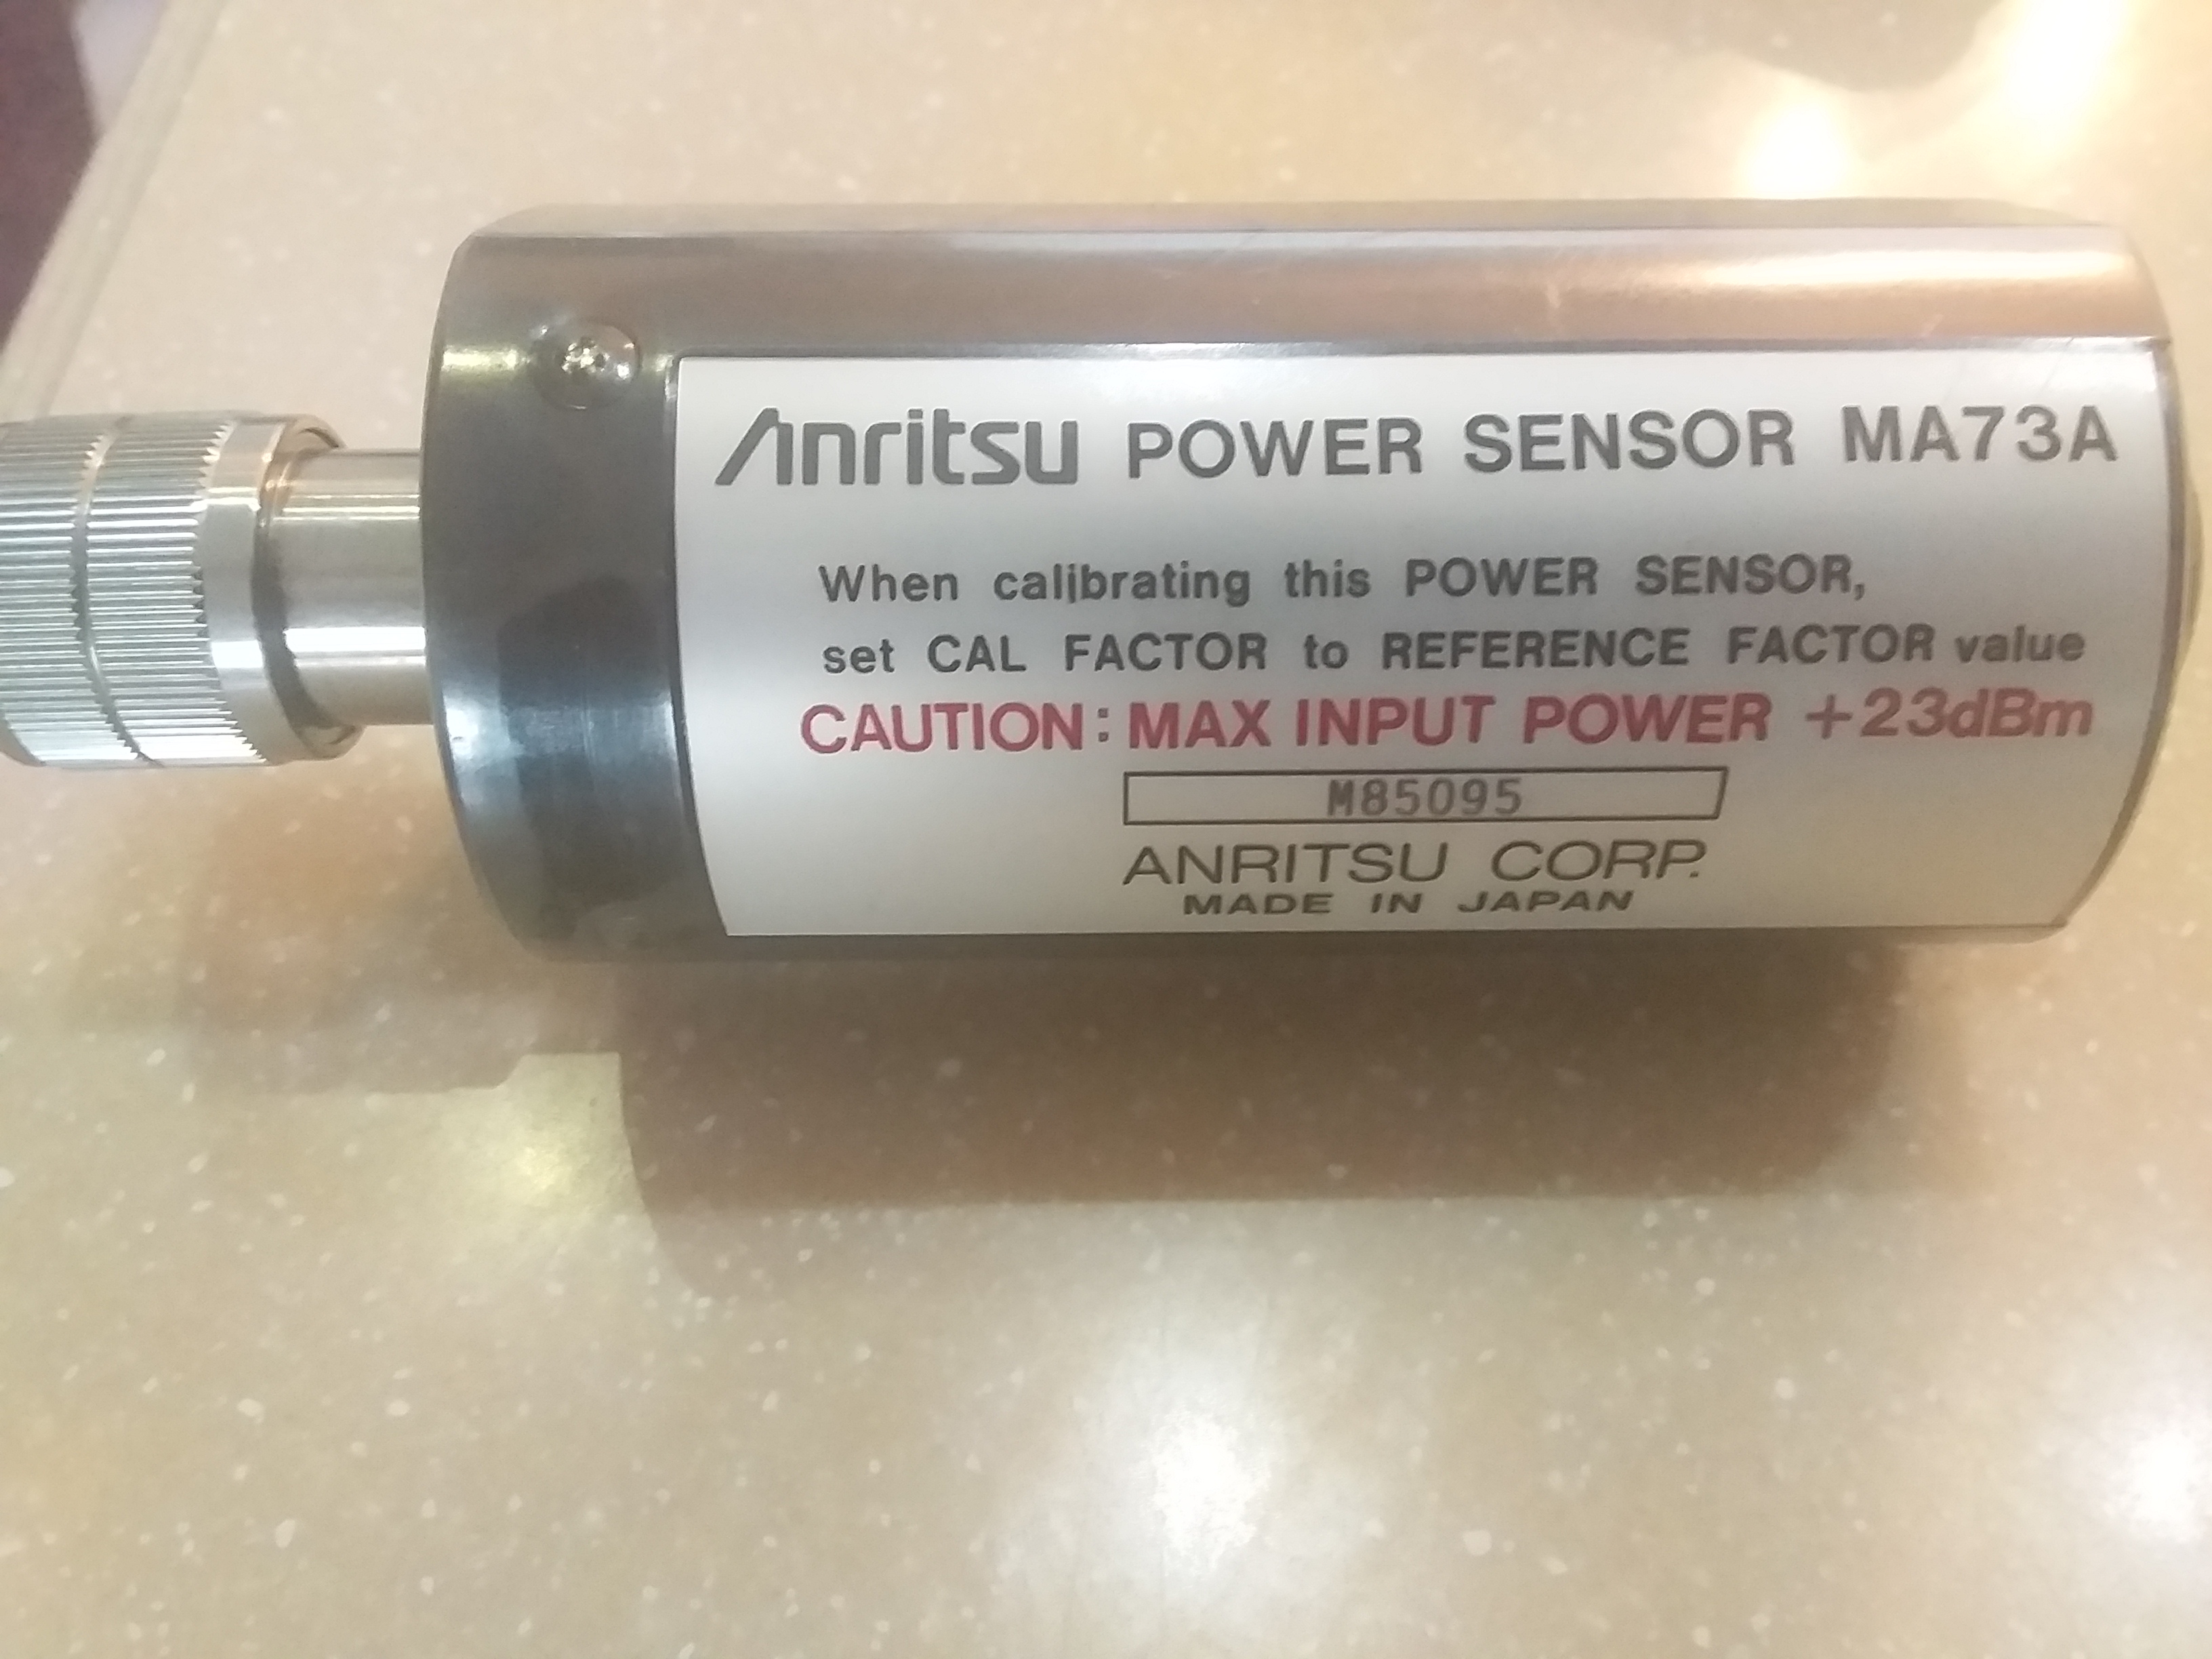 Anritsu POWER SENSOR MA73A
When calibrating this POWER SENSOR,
set CAL FACTOR to REFERENCE FACTOR value
CAUTION: MAX INPUT POWER +23dBm
M85095
ANRITSU CORP.
MADE IN JAPAN